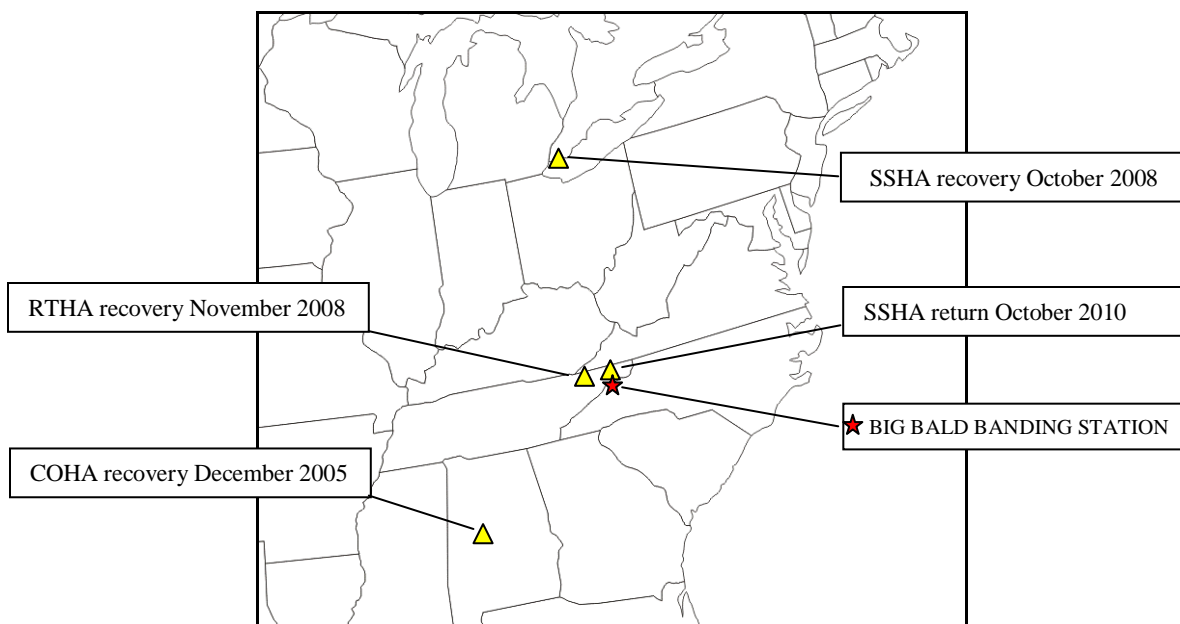 SSHA recovery October 2008
RTHA recovery November 2008
SSHA return October 2010
BIG BALD BANDING STATION
COHA recovery December 2005